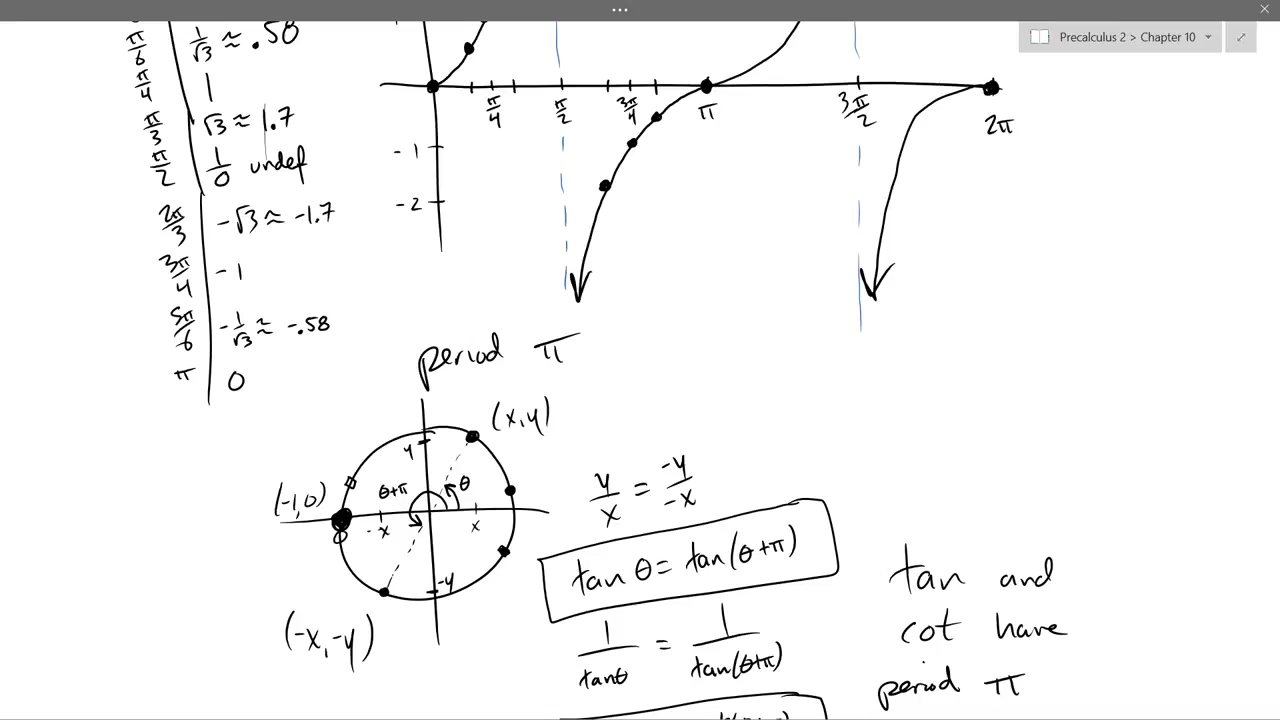 Precalculus 2 > Chapter 10
π/6 | 1/√3 ≈ .58
π/4 | 1
π/3 | √3 ≈ 1.7
π/2 | 1/0 undef
2π/3 | -√3 ≈ -1.7
3π/4 | -1
5π/6 | -1/√3 ≈ -.58
π | 0
π/4 π/2 3π/4 π 3π/2 2π
-1
-2
period π
(x,y)
y
θ+π θ
(-1,0)
-x x
-y
(-x,-y)
y/x = -y/-x
tan θ = tan(θ+π)
1/tanθ = 1/tan(θ+π)
tan and
cot have
period π